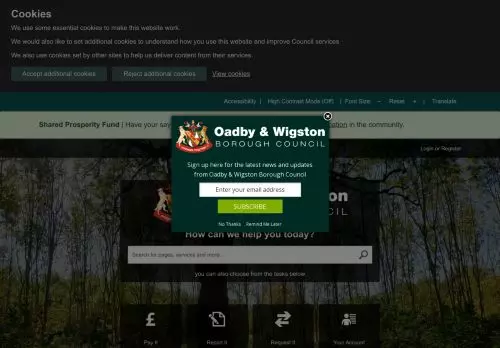 Cookies
We use some essential cookies to make this website work.
We would also like to set additional cookies to understand how you use this website and improve Council services
We also use cookies set by other sites to help us deliver content from their services.
Accept additional cookies Reject additional cookies View cookies
Accessibility | High Contrast Mode (Off) | Font Size − Reset + | Translate
Shared Prosperity Fund | Have your say in the community.
Login or Register
Oadby & Wigston
BOROUGH COUNCIL
Sign up here for the latest news and updates
from Oadby & Wigston Borough Council
Enter your email address
SUBSCRIBE
No Thanks Remind Me Later
How can we help you today?
Search for pages, services and more
you can also choose from the tasks below
Pay It Report It Request It Your Account